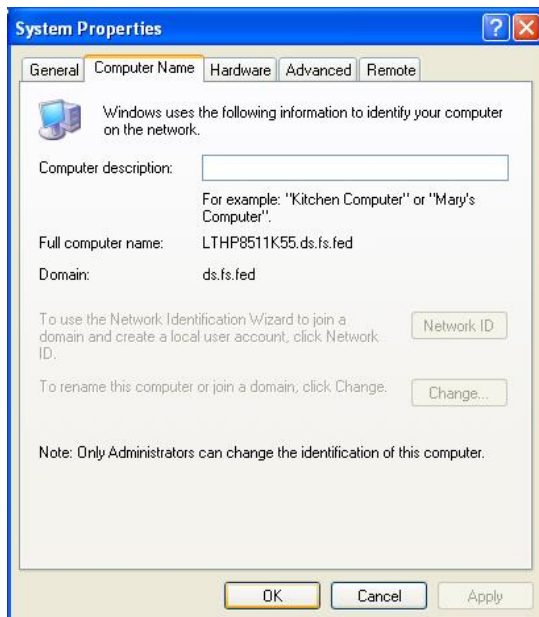 System Properties
?
X
General Computer Name Hardware Advanced Remote
Windows uses the following information to identify your computer
on the network.
Computer description:
For example: "Kitchen Computer" or "Mary's
Computer".
Full computer name: LTHP8511K55.ds.fs.fed
Domain: ds.fs.fed
To use the Network Identification Wizard to join a
domain and create a local user account, click Network
ID.
Network ID
To rename this computer or join a domain, click Change.
Change...
Note: Only Administrators can change the identification of this computer.
OK Cancel Apply